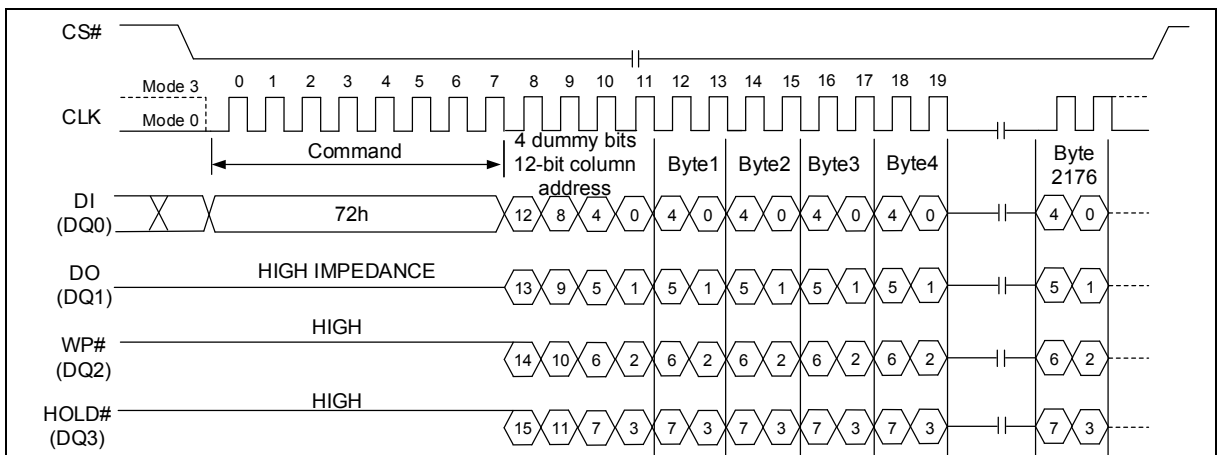 CS#
Mode 3
0 1 2 3 4 5 6 7 8 9 10 11 12 13 14 15 16 17 18 19
CLK
Mode 0
Command
4 dummy bits
12-bit column
address
Byte1 Byte2 Byte3 Byte4
Byte
2176
DI
(DQ0)
72h
12 8 4 0 4 0 4 0 4 0 4 0 4 0
DO
(DQ1)
HIGH IMPEDANCE
13 9 5 1 5 1 5 1 5 1 5 1 5 1
HIGH
WP#
(DQ2)
14 10 6 2 6 2 6 2 6 2 6 2 6 2
HIGH
HOLD#
(DQ3)
15 11 7 3 7 3 7 3 7 3 7 3 7 3